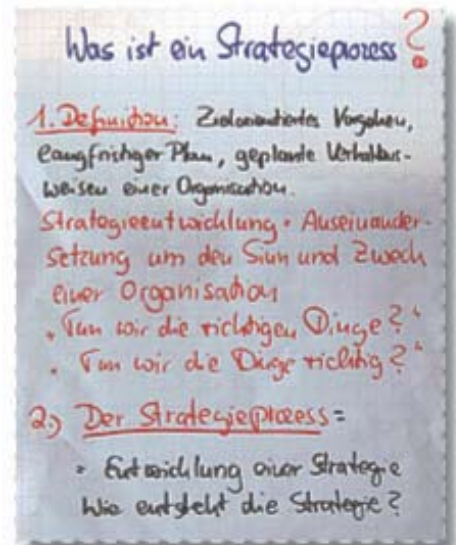 Was ist ein Strategieprozess?
1. Definition: Zielorientiertes Vorgehen,
langfristiger Plan, geplante Verhaltens-
weisen einer Organisation.
Strategieentwicklung = Auseinander-
setzung um den Sinn und Zweck
einer Organisation
"Tun wir die richtigen Dinge?"
"Tun wir die Dinge richtig?"
2.) Der Strategieprozess =
• Entwicklung einer Strategie
Wie entsteht die Strategie?